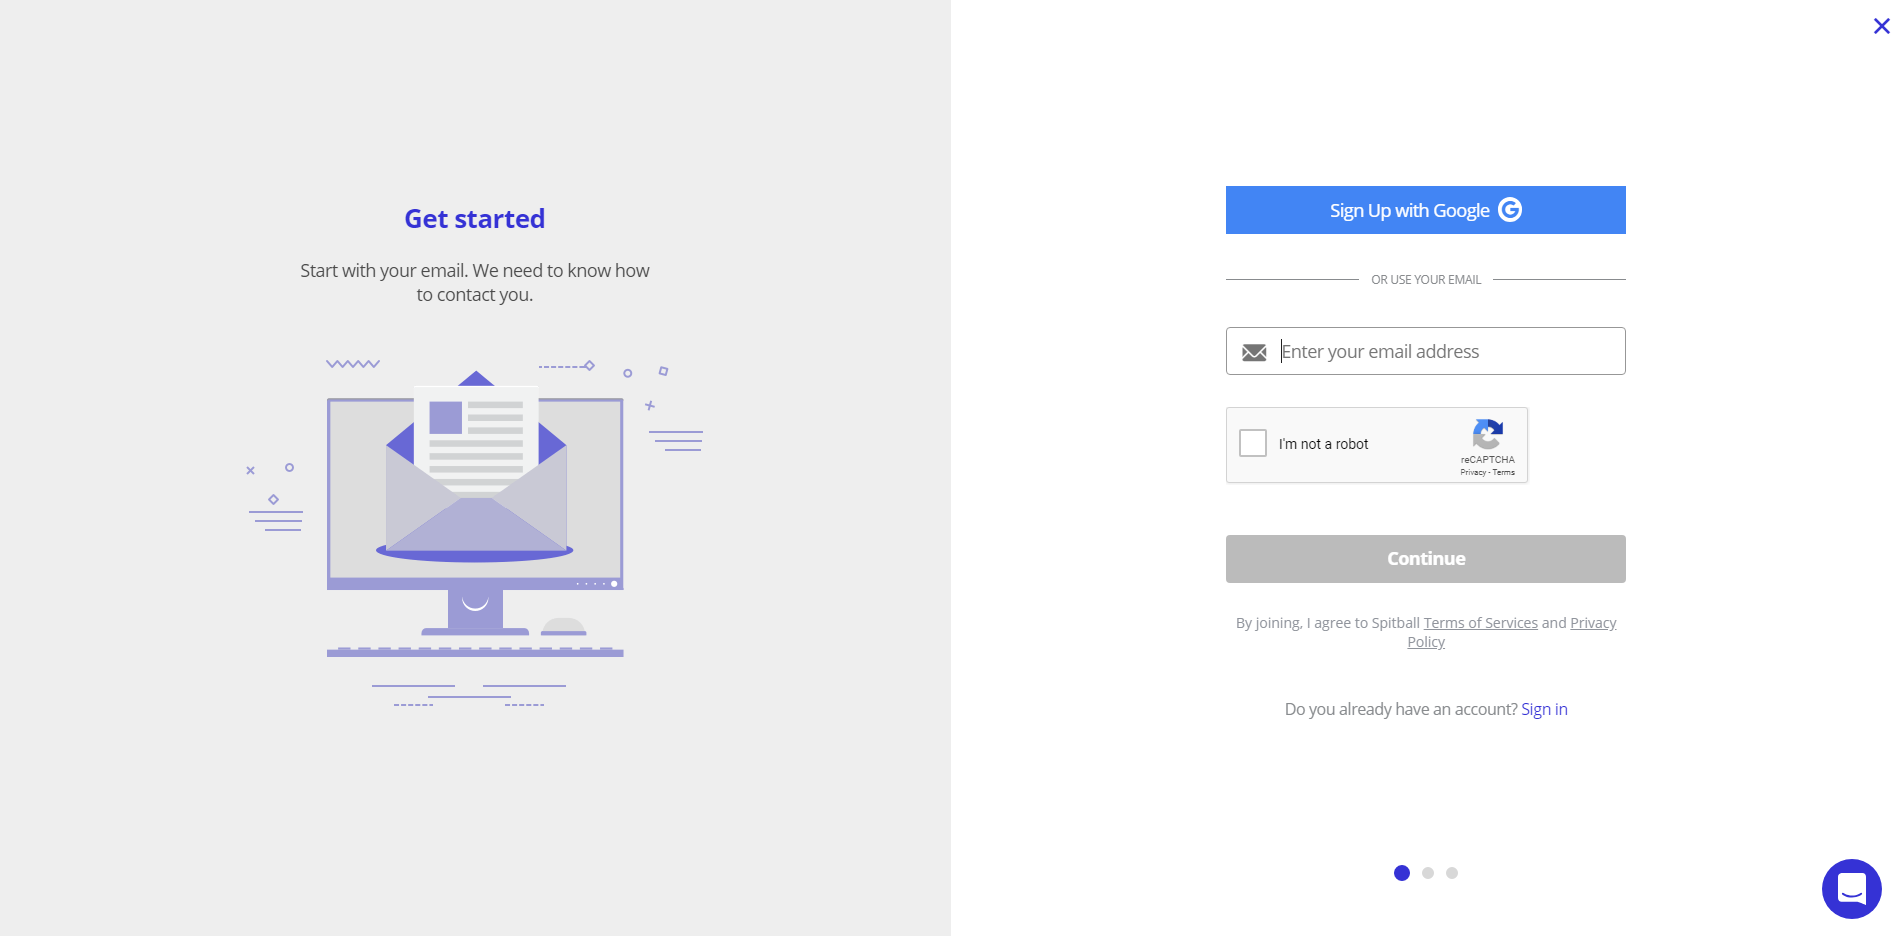 Get started
Start with your email. We need to know how
to contact you.
Sign Up with Google
OR USE YOUR EMAIL
Enter your email address
I'm not a robot
reCAPTCHA
Privacy - Terms
Continue
By joining, I agree to Spitball Terms of Services and Privacy
Policy
Do you already have an account? Sign in